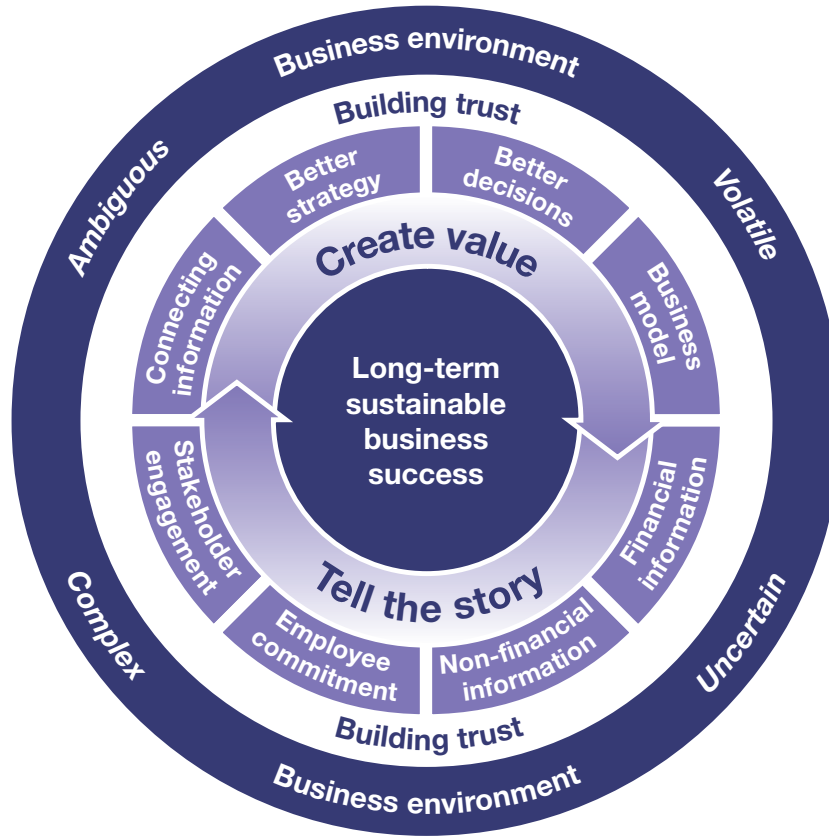 Business environment
Building trust
Ambiguous
Volatile
Better
strategy
Better
decisions
Connecting
information
Business
model
Create value
Long-term
sustainable
business
success
Tell the story
Stakeholder
engagement
Financial
information
Employee
commitment
Non-financial
information
Complex
Uncertain
Building trust
Business environment